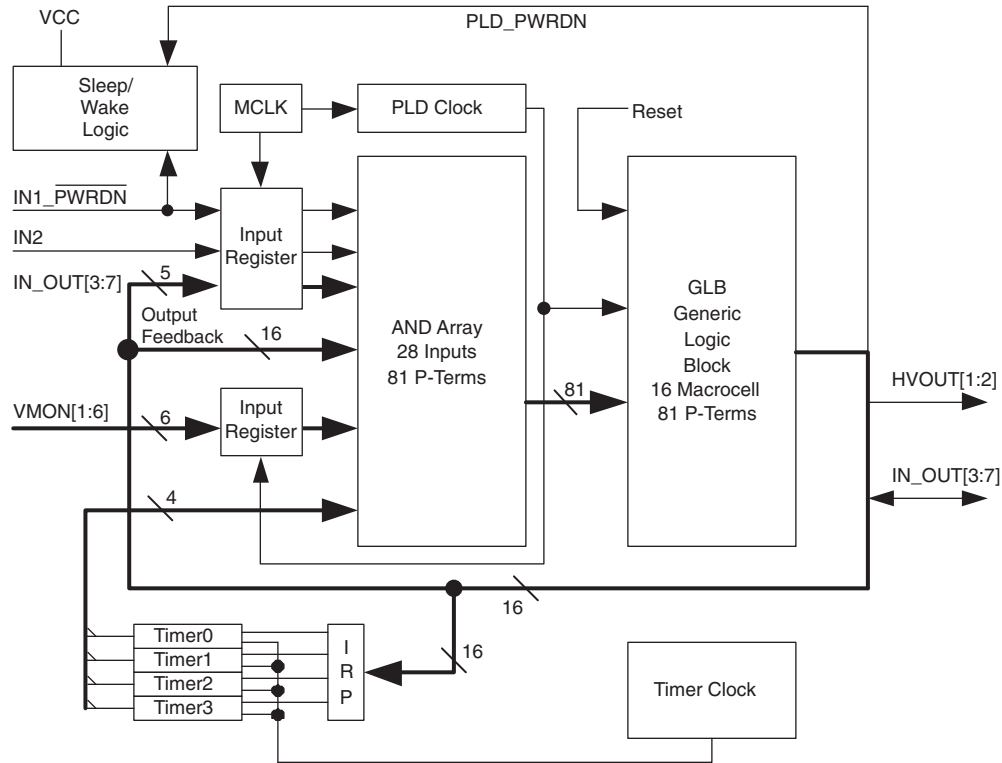 VCC
PLD_PWRDN
Sleep/
Wake
Logic
MCLK
PLD Clock
Reset
IN1_PWRDN
IN2
IN_OUT[3:7]
5
Input
Register
Output
Feedback
16
AND Array
28 Inputs
81 P-Terms
GLB
Generic
Logic
Block
16 Macrocell
81 P-Terms
81
HVOUT[1:2]
VMON[1:6]
6
Input
Register
4
IN_OUT[3:7]
16
16
Timer0
Timer1
Timer2
Timer3
I
R
P
Timer Clock